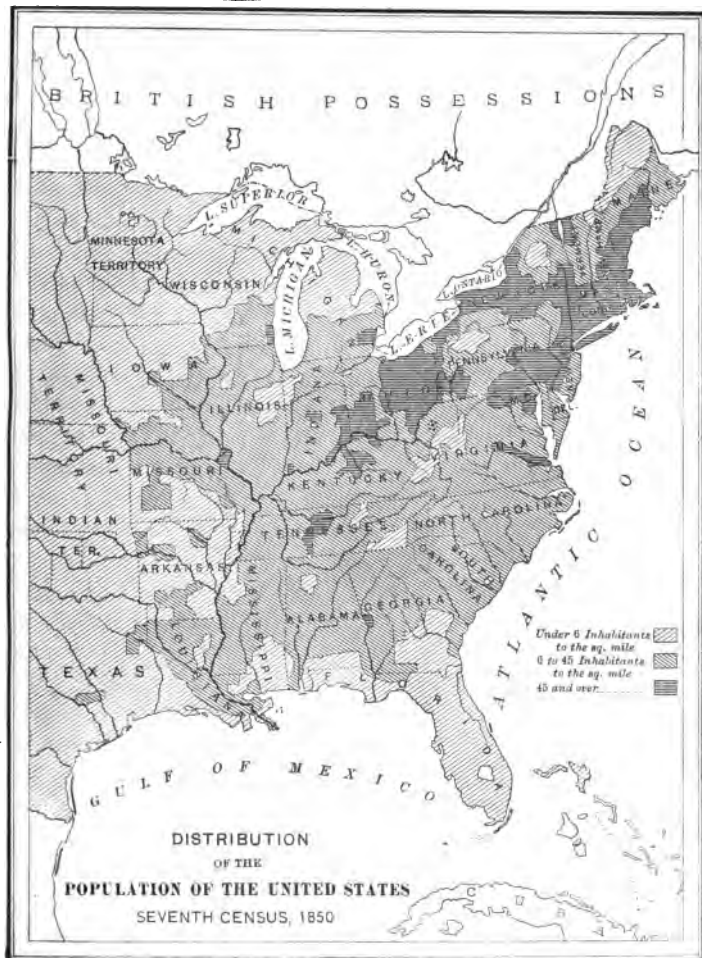 BRITISH POSSESSIONS
L. SUPERIOR
MAINE
MINNESOTA
TERRITORY
MICHIGAN
L. HURON
WISCONSIN
L. MICHIGAN
L. ONTARIO
L. ERIE
PENNSYLVANIA
IOWA
ILLINOIS
INDIANA
OHIO
MISSOURI
TERRITORY
VIRGINIA
MISSOURI
KENTUCKY
INDIAN
TER.
TENNESSEE
NORTH CAROLINA
SOUTH
CAROLINA
ARKANSAS
MISSISSIPPI
ALABAMA
GEORGIA
TEXAS
LOUISIANA
FLORIDA
ATLANTIC OCEAN
Under 6 Inhabitants
to the sq. mile
6 to 45 Inhabitants
to the sq. mile
45 and over
GULF OF MEXICO
DISTRIBUTION
OF THE
POPULATION OF THE UNITED STATES
SEVENTH CENSUS, 1850
CUBA